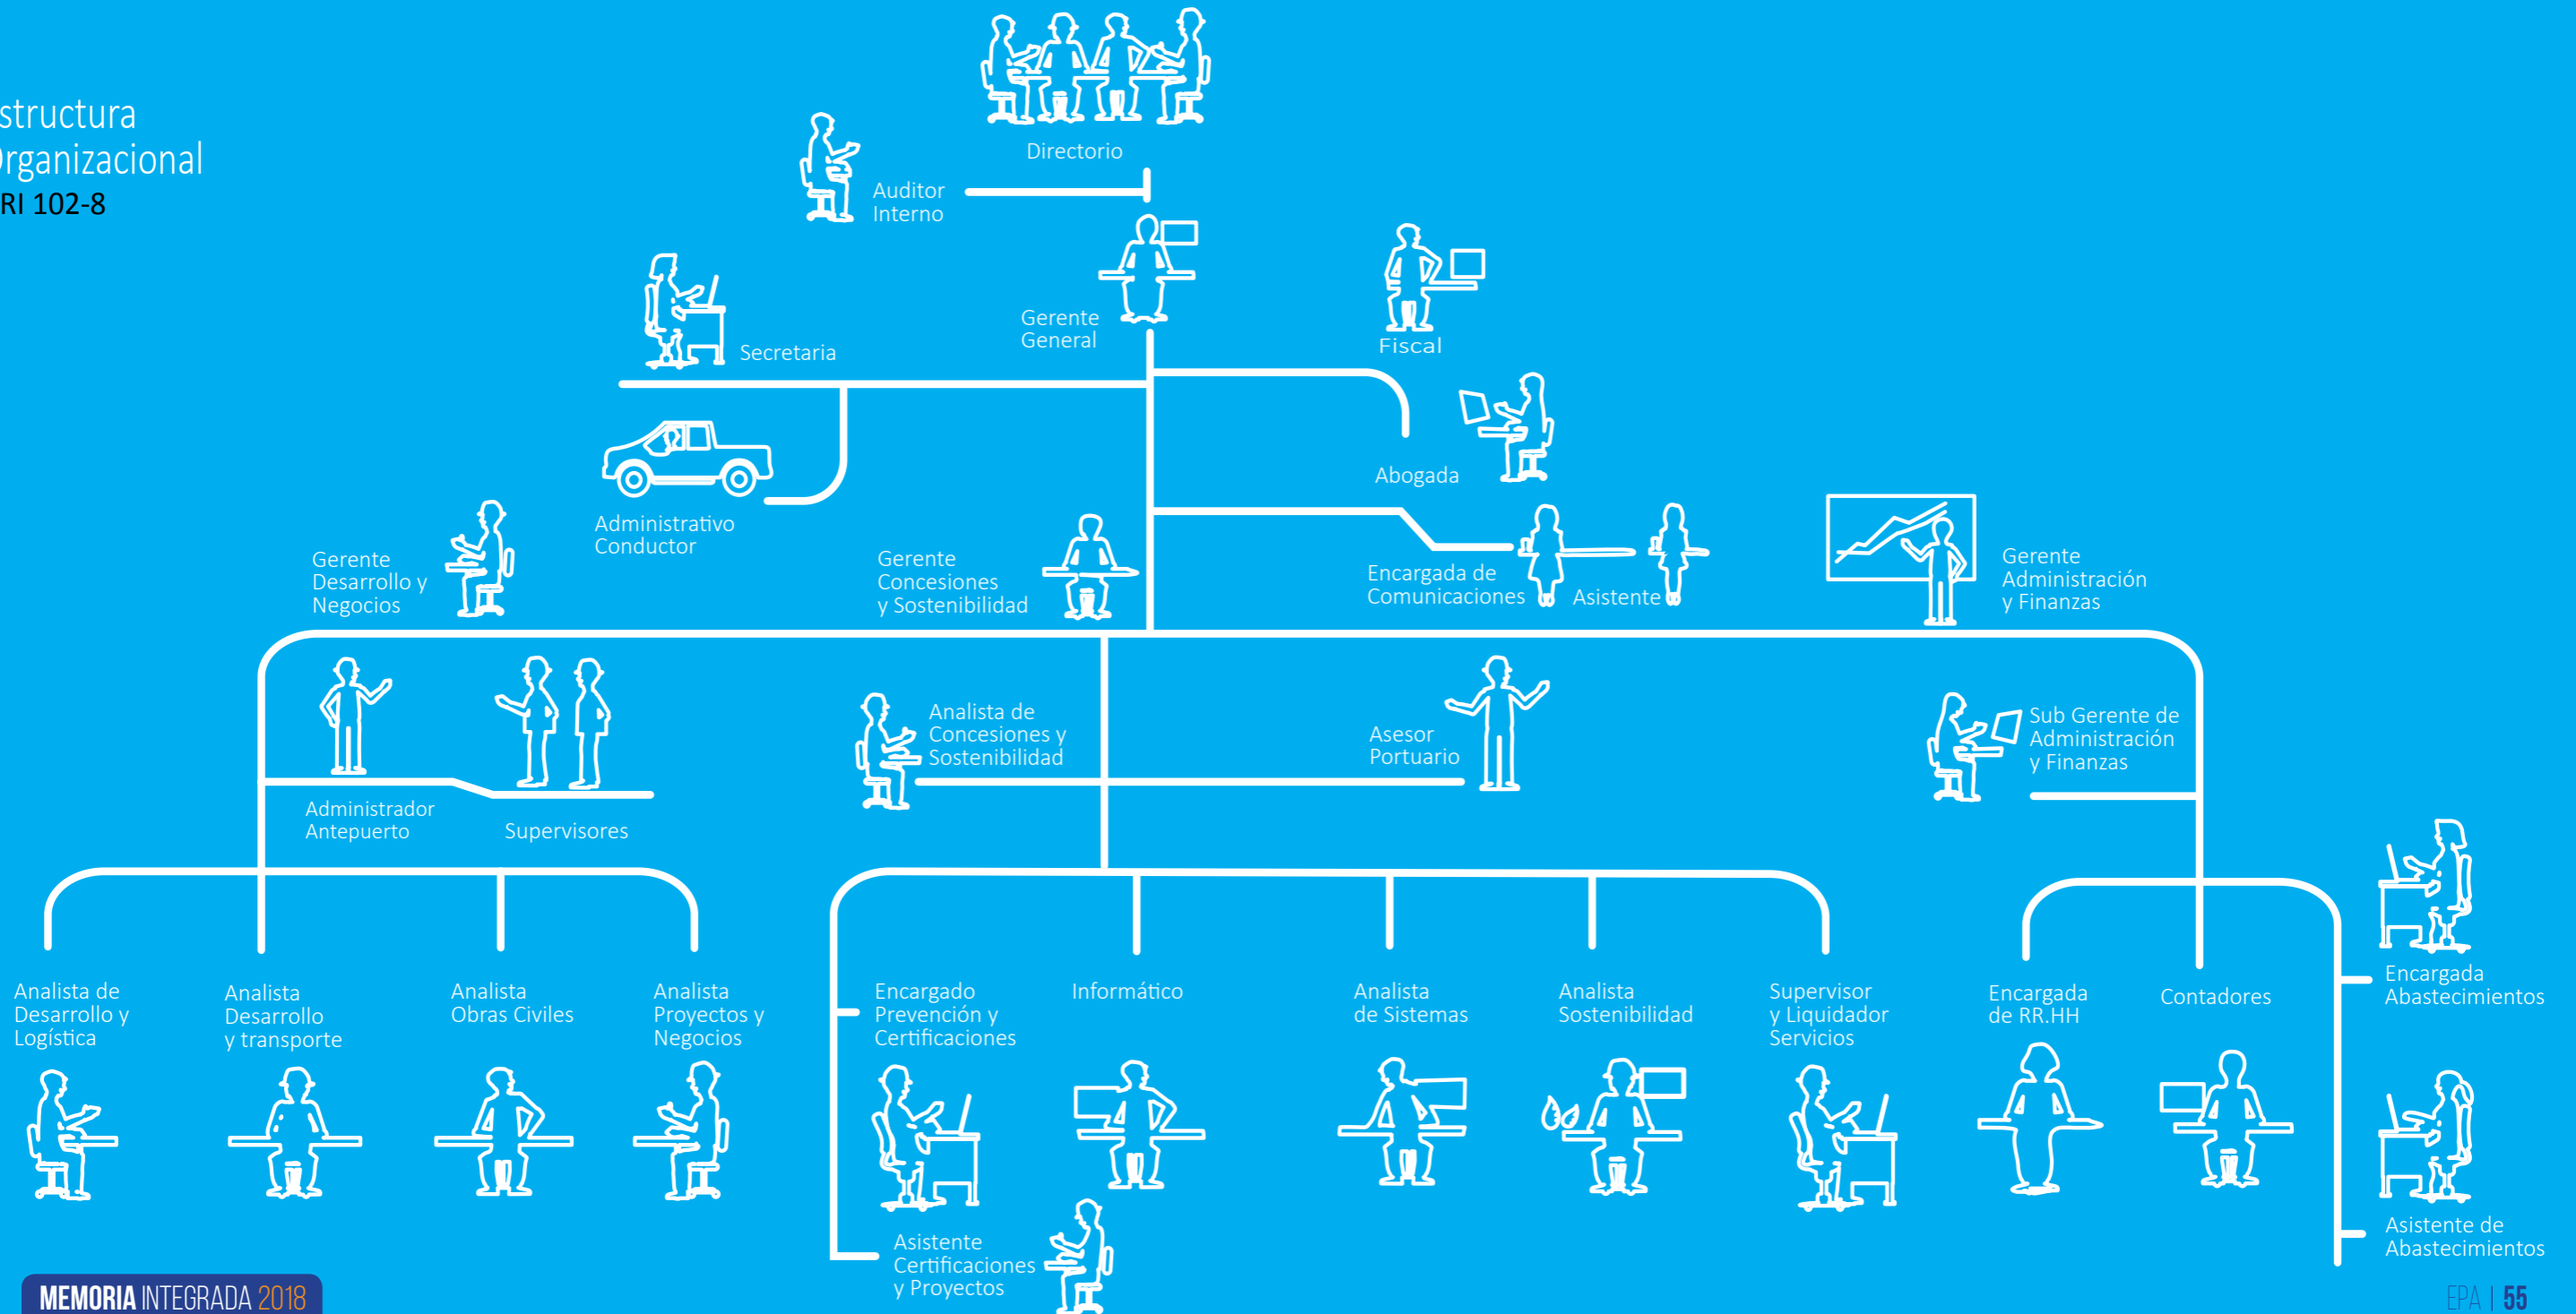 structura
Organizacional
RI 102-8
Directorio
Auditor
Interno
Gerente
General
Fiscal
Secretaria
Abogada
Administrativo
Conductor
Gerente
Desarrollo y
Negocios
Gerente
Concesiones
y Sostenibilidad
Encargada de
Comunicaciones
Asistente
Gerente
Administración
y Finanzas
Administrador
Antepuerto
Supervisores
Analista de
Concesiones y
Sostenibilidad
Asesor
Portuario
Sub Gerente de
Administración
y Finanzas
Analista de
Desarrollo y
Logística
Analista
Desarrollo
y transporte
Analista
Obras Civiles
Analista
Proyectos y
Negocios
Encargado
Prevención y
Certificaciones
Informático
Analista
de Sistemas
Analista
Sostenibilidad
Supervisor
y Liquidador
Servicios
Encargada
de RR.HH
Contadores
Encargada
Abastecimientos
Asistente
Certificaciones
y Proyectos
Asistente de
Abastecimientos
MEMORIA INTEGRADA 2018
EPA | 55